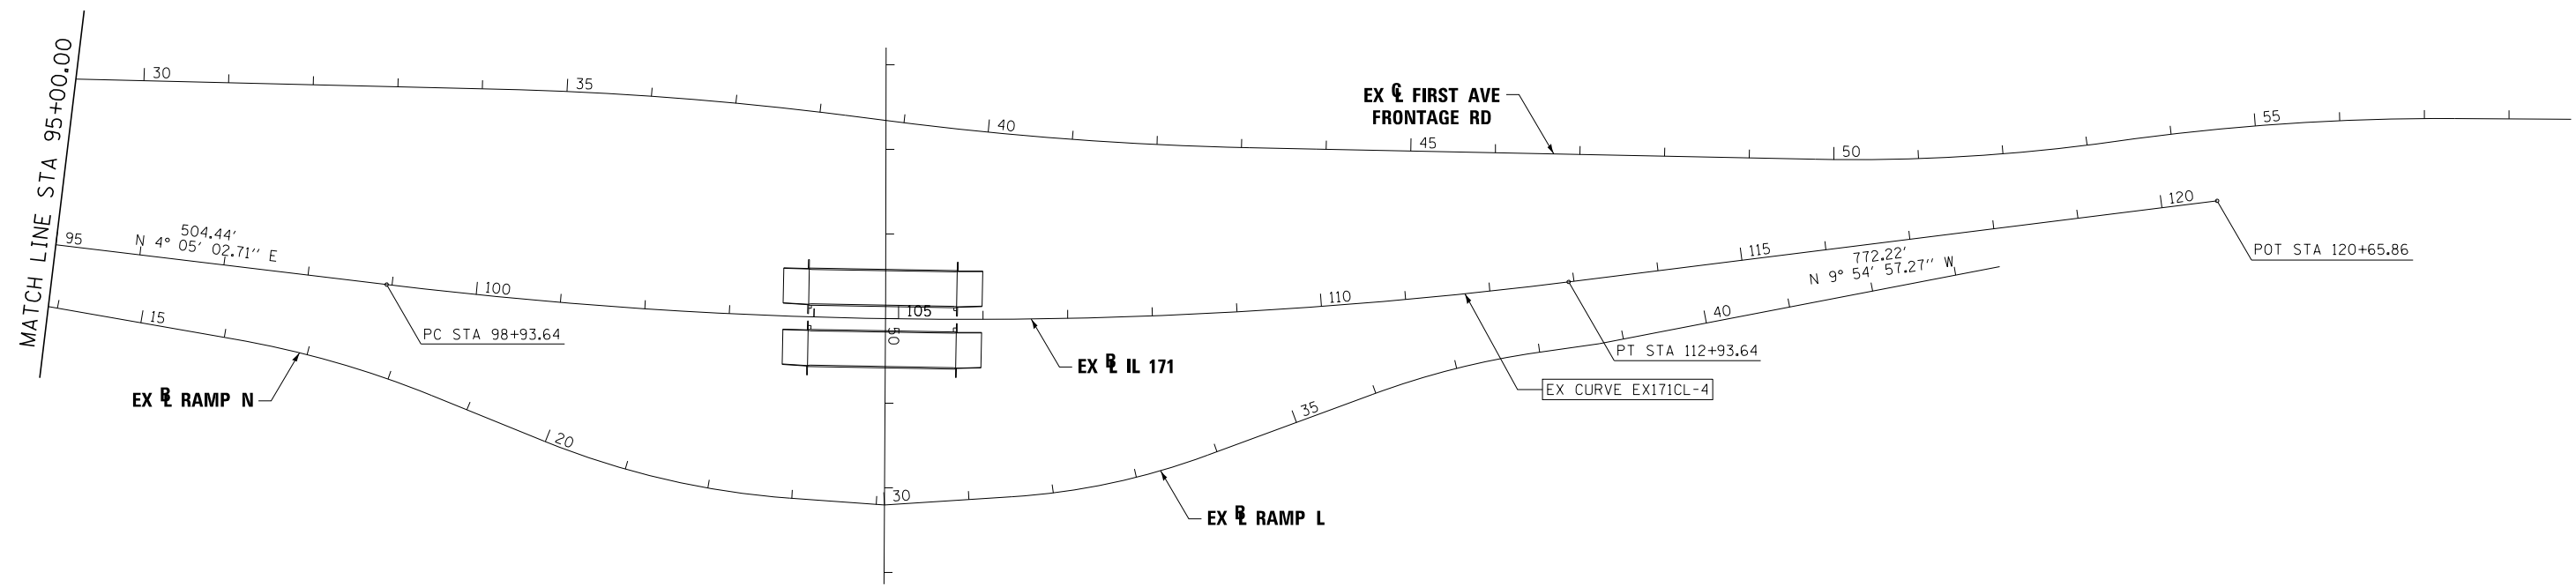 MATCH LINE STA 95+00.00
30
35
40
45
50
55
EX ℄ FIRST AVE
FRONTAGE RD
95
504.44'
N 4° 05' 02.71'' E
100
105
110
115
120
772.22'
N 9° 54' 57.27'' W
POT STA 120+65.86
PC STA 98+93.64
PT STA 112+93.64
EX CURVE EX171CL-4
EX BL IL 171
50
15
20
30
35
40
EX BL RAMP N
EX BL RAMP L